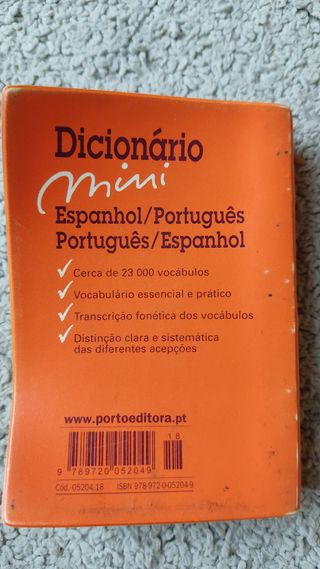 Dicionário
mini
Espanhol/Português
Português/Espanhol
Cerca de 23 000 vocábulos
Vocabulário essencial e prático
Transcrição fonética dos vocábulos
Distinção clara e sistemática
das diferentes acepções
www.portoeditora.pt
18
9 789720 052049
Cód. 05204.18 ISBN 978-972-0-05204-9